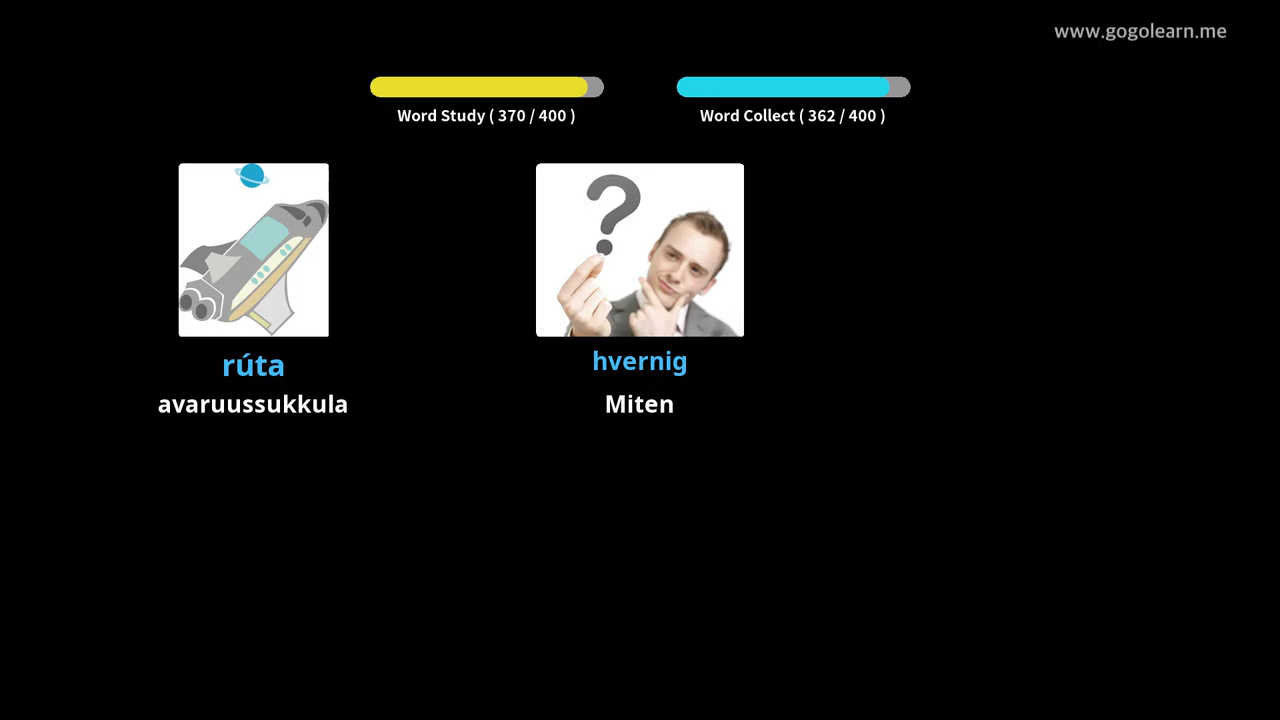 www.gogolearn.me
Word Study ( 370 / 400 )
Word Collect ( 362 / 400 )
rúta
avaruussukkula
hvernig
Miten